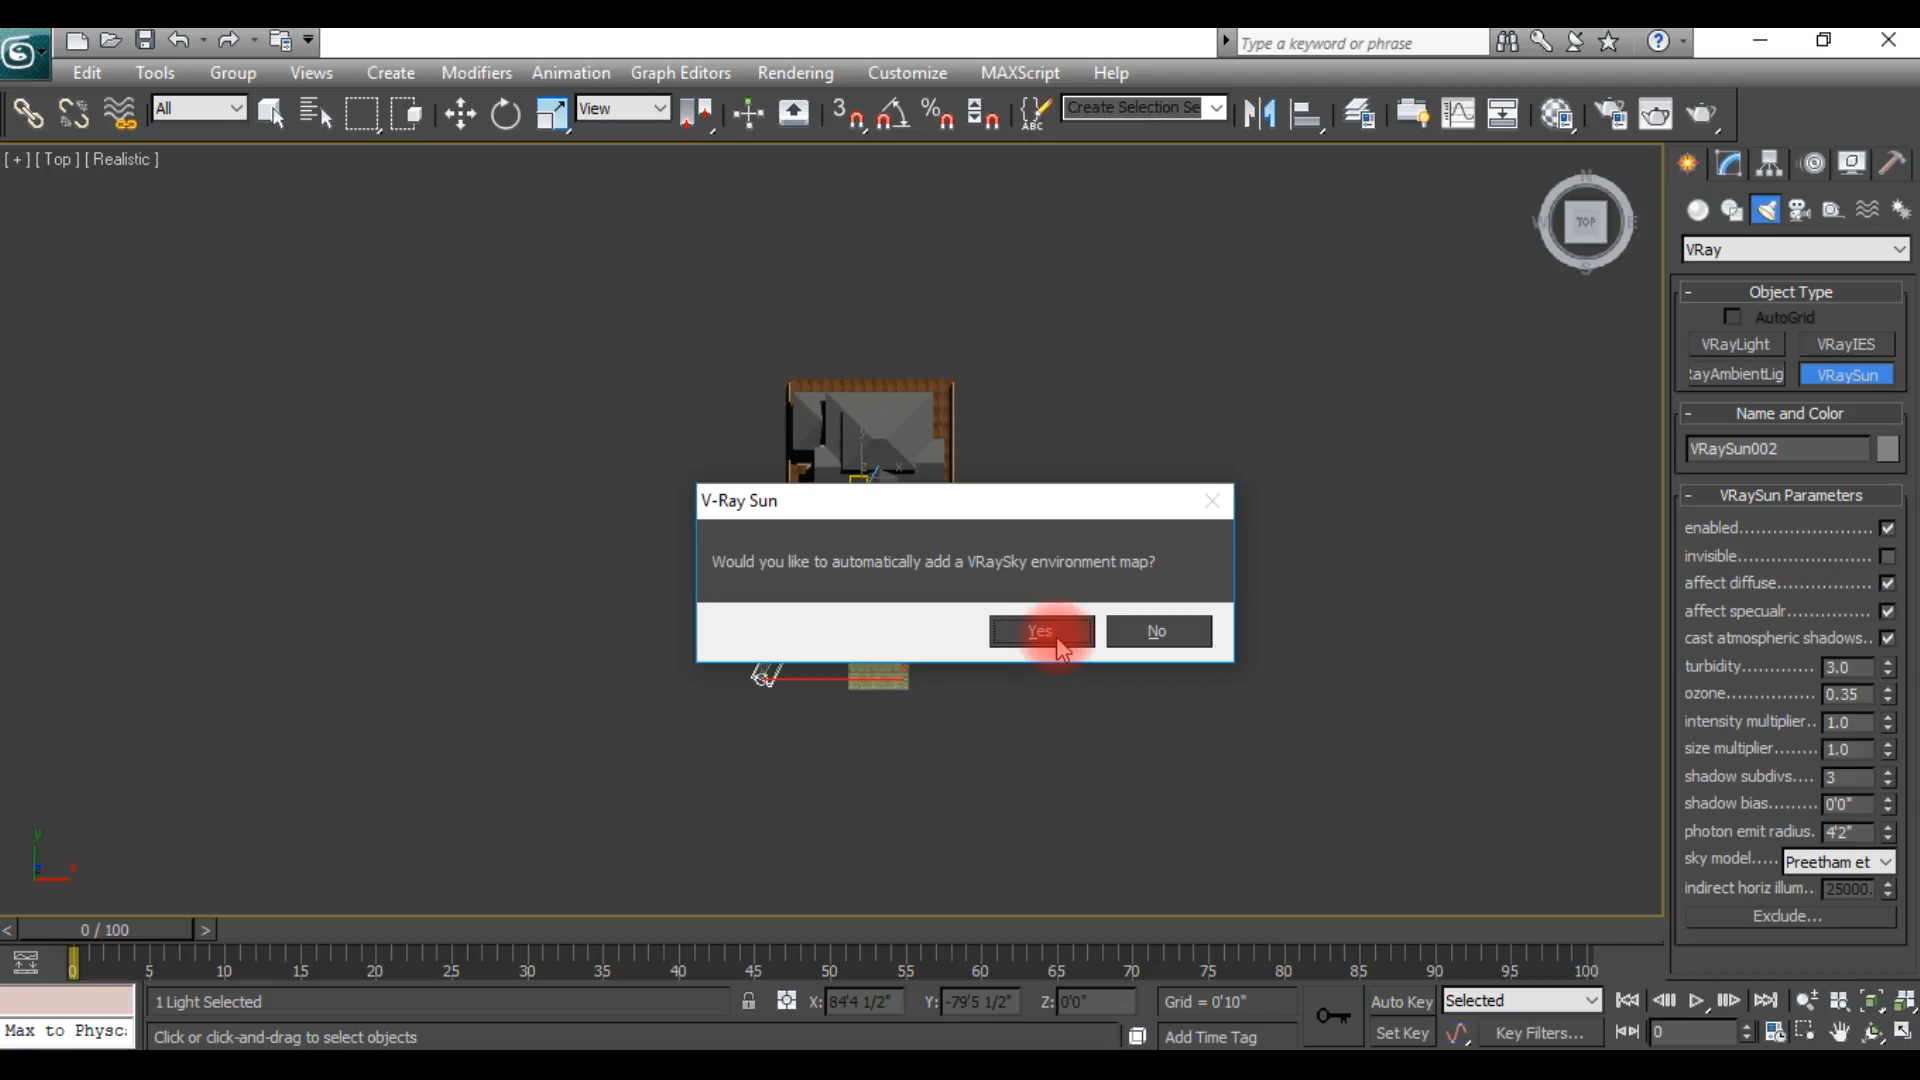 Type a keyword or phrase
Edit Tools Group Views Create Modifiers Animation Graph Editors Rendering Customize MAXScript Help
All View Create Selection Se
[ + ] [ Top ] [ Realistic ]
N
W TOP E
S
VRay
- Object Type
AutoGrid
VRayLight VRayIES
RayAmbientLig VRaySun
- Name and Color
VRaySun002
- VRaySun Parameters
enabled.......................
invisible.......................
affect diffuse...................
affect specualr.................
cast atmospheric shadows..
turbidity............. 3.0
ozone................ 0.35
intensity multiplier.. 1.0
size multiplier........ 1.0
shadow subdivs.... 3
shadow bias......... 0'0"
photon emit radius. 4'2"
sky model..... Preetham et
indirect horiz illum.. 25000.
Exclude...
V-Ray Sun
Would you like to automatically add a VRaySky environment map?
Yes No
y
z x
< 0 / 100 >
0 5 10 15 20 25 30 35 40 45 50 55 60 65 70 75 80 85 90 95 100
1 Light Selected X: 84'4 1/2" Y: -79'5 1/2" Z: 0'0" Grid = 0'10" Auto Key Selected
Max to Physc: Click or click-and-drag to select objects Add Time Tag Set Key Key Filters... 0